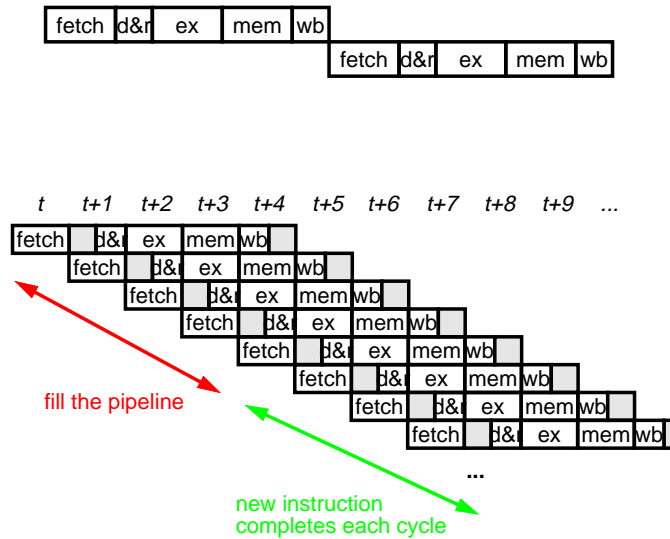 fetch d&r ex mem wb
fetch d&r ex mem wb
t t+1 t+2 t+3 t+4 t+5 t+6 t+7 t+8 t+9 ...
fetch d&r ex mem wb
fetch d&r ex mem wb
fetch d&r ex mem wb
fetch d&r ex mem wb
fetch d&r ex mem wb
fetch d&r ex mem wb
fetch d&r ex mem wb
fetch d&r ex mem wb
fill the pipeline
...
new instruction
completes each cycle